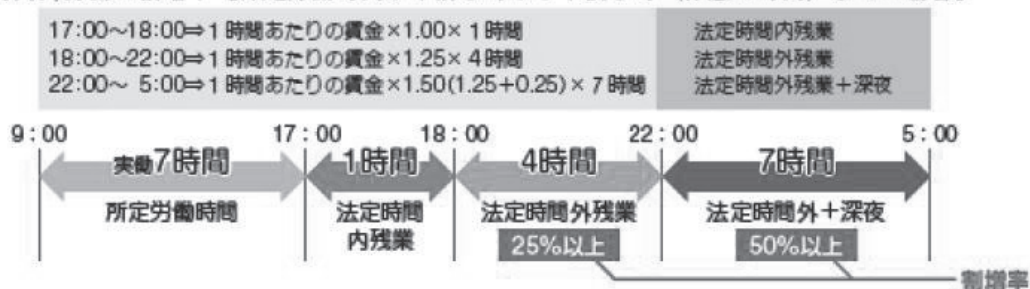 17:00～18:00⇒1時間あたりの賃金×1.00×1時間 法定時間内残業
18:00～22:00⇒1時間あたりの賃金×1.25×4時間 法定時間外残業
22:00～ 5:00⇒1時間あたりの賃金×1.50(1.25+0.25)×7時間 法定時間外残業+深夜
9:00 17:00 18:00 22:00 5:00
実働7時間 1時間 4時間 7時間
所定労働時間 法定時間 法定時間外残業 法定時間外+深夜
内残業 25%以上 50%以上
割増率